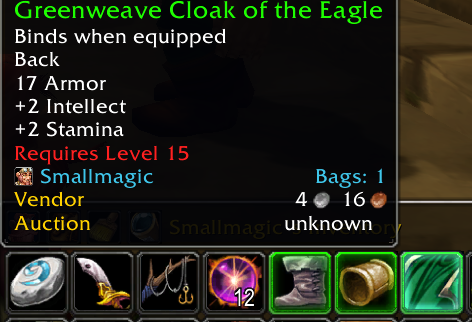 Greenweave Cloak of the Eagle
Binds when equipped
Back
17 Armor
+2 Intellect
+2 Stamina
Requires Level 15
Smallmagic Bags: 1
Vendor 4 16
Auction unknown
Smallmagic
12